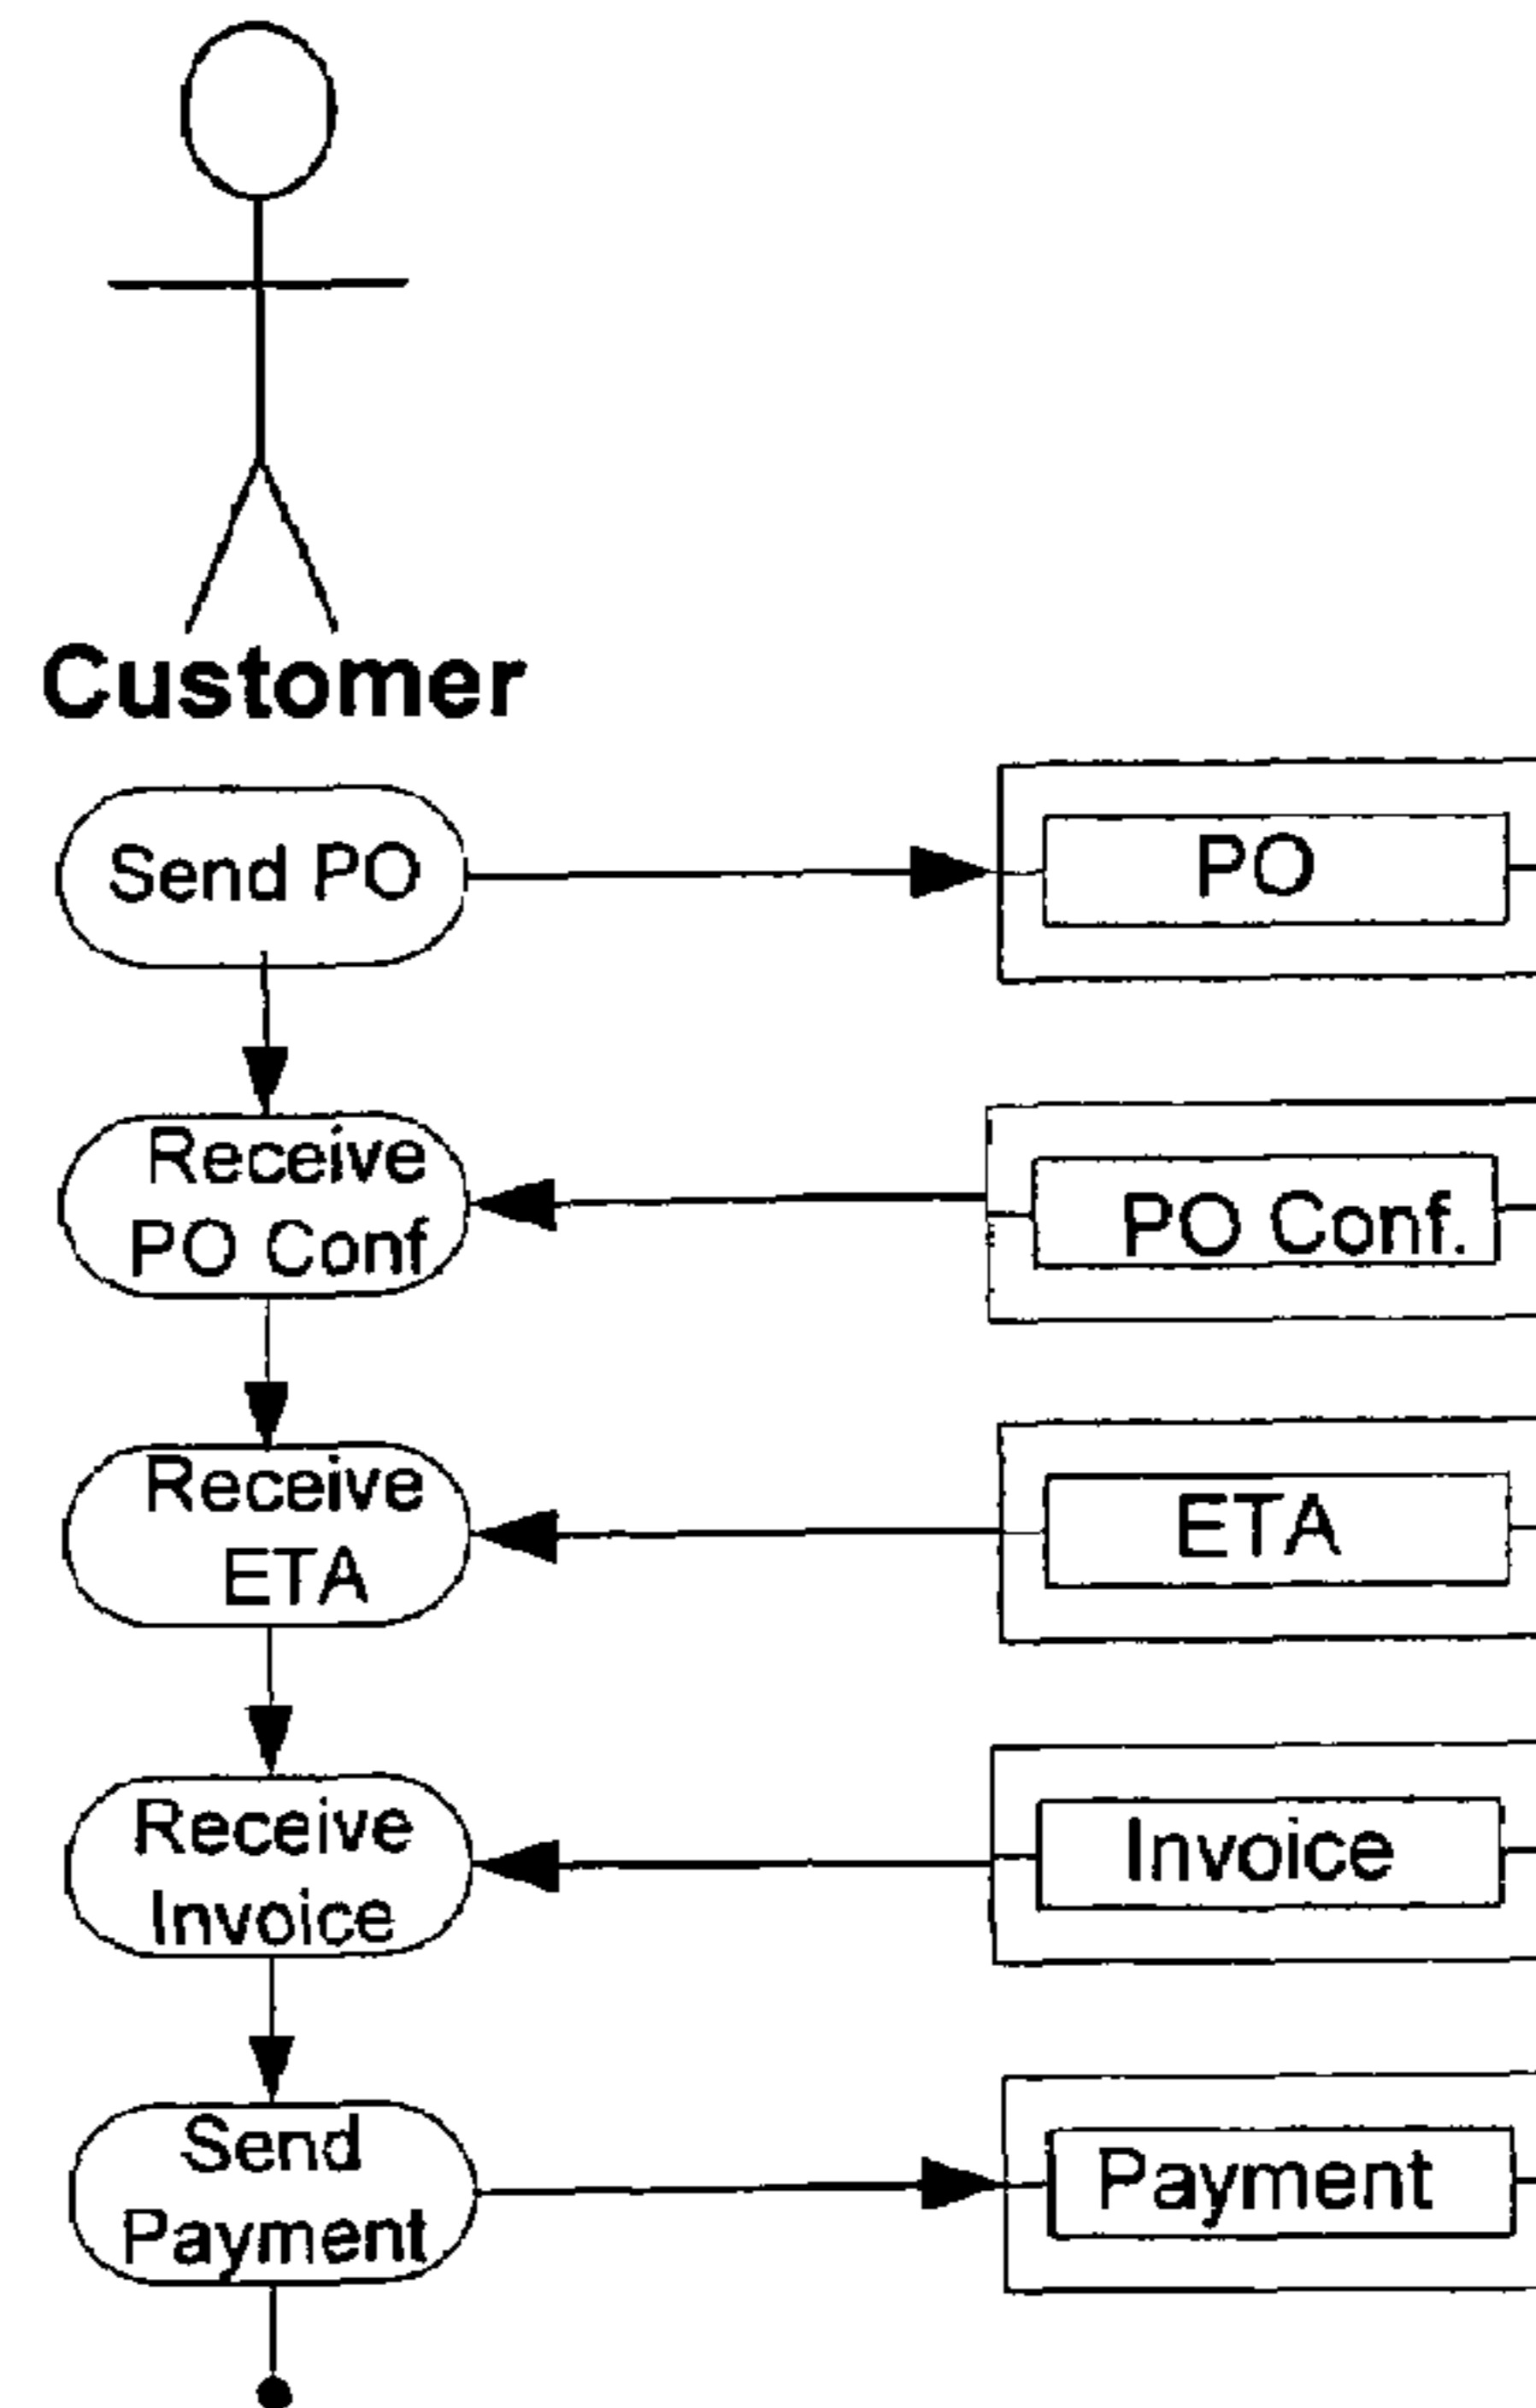 Customer
Send PO
PO
Receive
PO Conf
PO Conf.
Receive
ETA
ETA
Receive
Invoice
Invoice
Send
Payment
Payment